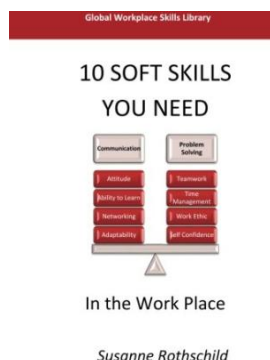 Global Workplace Skills Library
10 SOFT SKILLS
YOU NEED
Communication
Problem
Solving
Attitude
Teamwork
Ability to Learn
Time
Management
Networking
Work Ethic
Adaptability
Self Confidence
In the Work Place
Susanne Rothschild